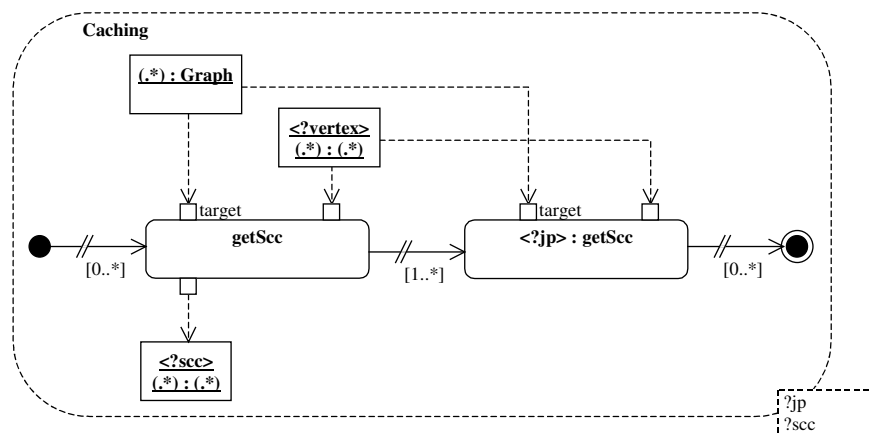 Caching
(.*) : Graph
<?vertex>
(.*) : (.*)
target
target
getScc
<?jp> : getScc
[0..*]
[1..*]
[0..*]
<?scc>
(.*) : (.*)
?jp
?scc